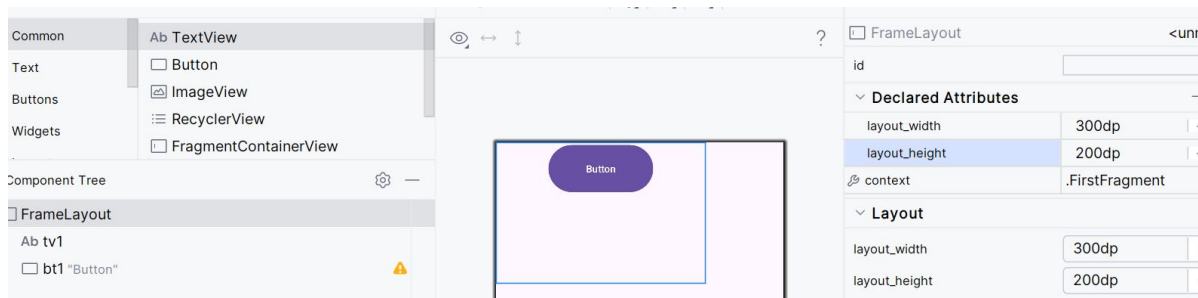 Common
Text
Buttons
Widgets
Ab TextView
Button
ImageView
RecyclerView
FragmentContainerView
Component Tree
FrameLayout
Ab tv1
bt1 "Button"
?
Button
FrameLayout
id
Declared Attributes
layout_width 300dp
layout_height 200dp
context .FirstFragment
Layout
layout_width 300dp
layout_height 200dp